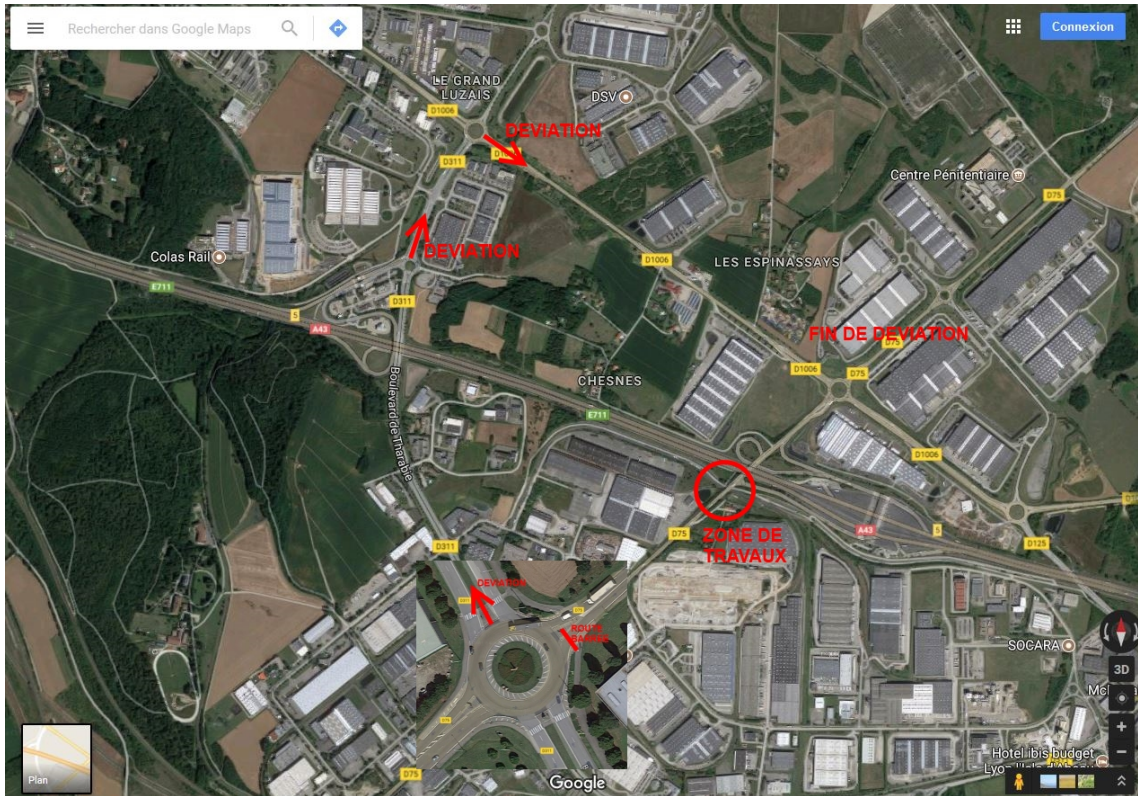 Rechercher dans Google Maps
Connexion
LE GRAND
LUZAIS
DSV
D1006
DEVIATION
D311
Centre Pénitentiaire
D75
DEVIATION
Colas Rail
D1006
LES ESPINASSAYS
E711
D311
5
A43
FIN DE DEVIATION
D75
D1006
D75
CHESNES
E711
Boulevard de Tharabie
D1006
D75
ZONE DE
TRAVAUX
A43
5
D125
D311
DEVIATION
ROUTE
SOCARA
3D
Hotel ibis budget
D75
Plan
Google